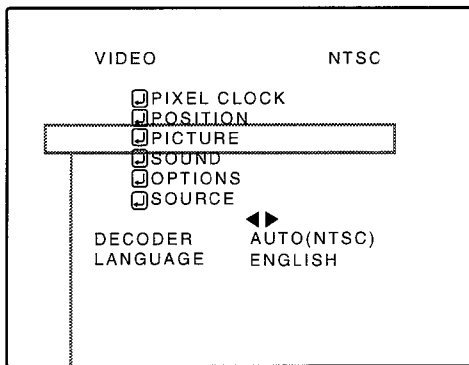 VIDEO NTSC
PIXEL CLOCK
POSITION
PICTURE
SOUND
OPTIONS
SOURCE
DECODER AUTO(NTSC)
LANGUAGE ENGLISH